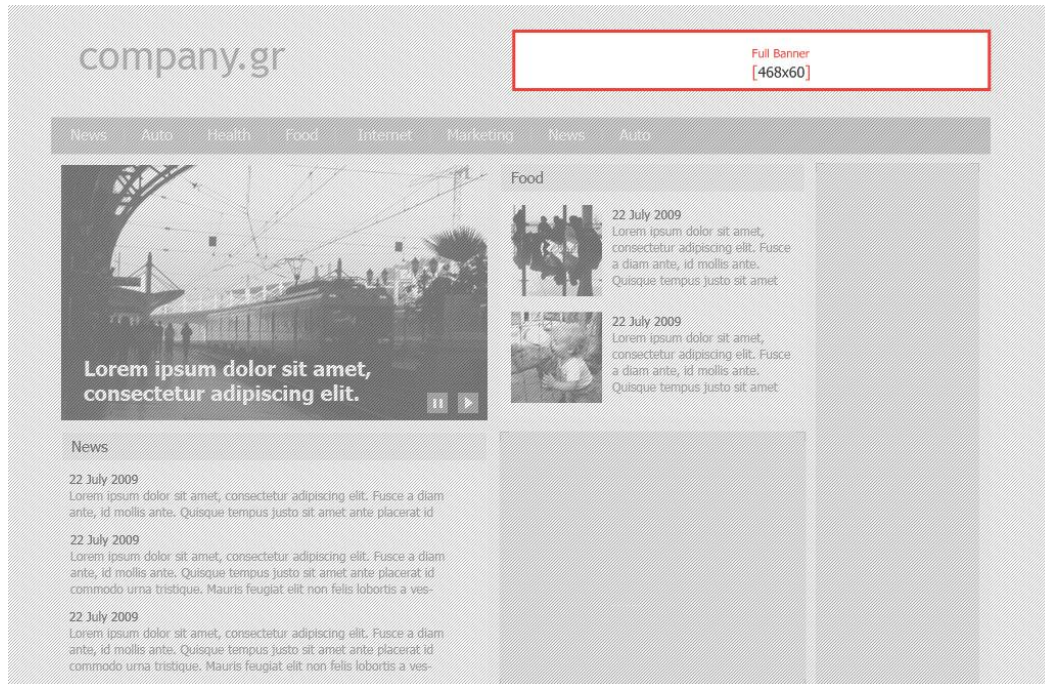 company.gr
Full Banner
[468x60]
News Auto Health Food Internet Marketing News Auto
Lorem ipsum dolor sit amet,
consectetur adipiscing elit.
Food
22 July 2009
Lorem ipsum dolor sit amet,
consectetur adipiscing elit. Fusce
a diam ante, id mollis ante.
Quisque tempus justo sit amet
22 July 2009
Lorem ipsum dolor sit amet,
consectetur adipiscing elit. Fusce
a diam ante, id mollis ante.
Quisque tempus justo sit amet
News
22 July 2009
Lorem ipsum dolor sit amet, consectetur adipiscing elit. Fusce a diam
ante, id mollis ante. Quisque tempus justo sit amet ante placerat id
22 July 2009
Lorem ipsum dolor sit amet, consectetur adipiscing elit. Fusce a diam
ante, id mollis ante. Quisque tempus justo sit amet ante placerat id
commodo urna tristique. Mauris feugiat elit non felis lobortis a ves-
22 July 2009
Lorem ipsum dolor sit amet, consectetur adipiscing elit. Fusce a diam
ante, id mollis ante. Quisque tempus justo sit amet ante placerat id
commodo urna tristique. Mauris feugiat elit non felis lobortis a ves-